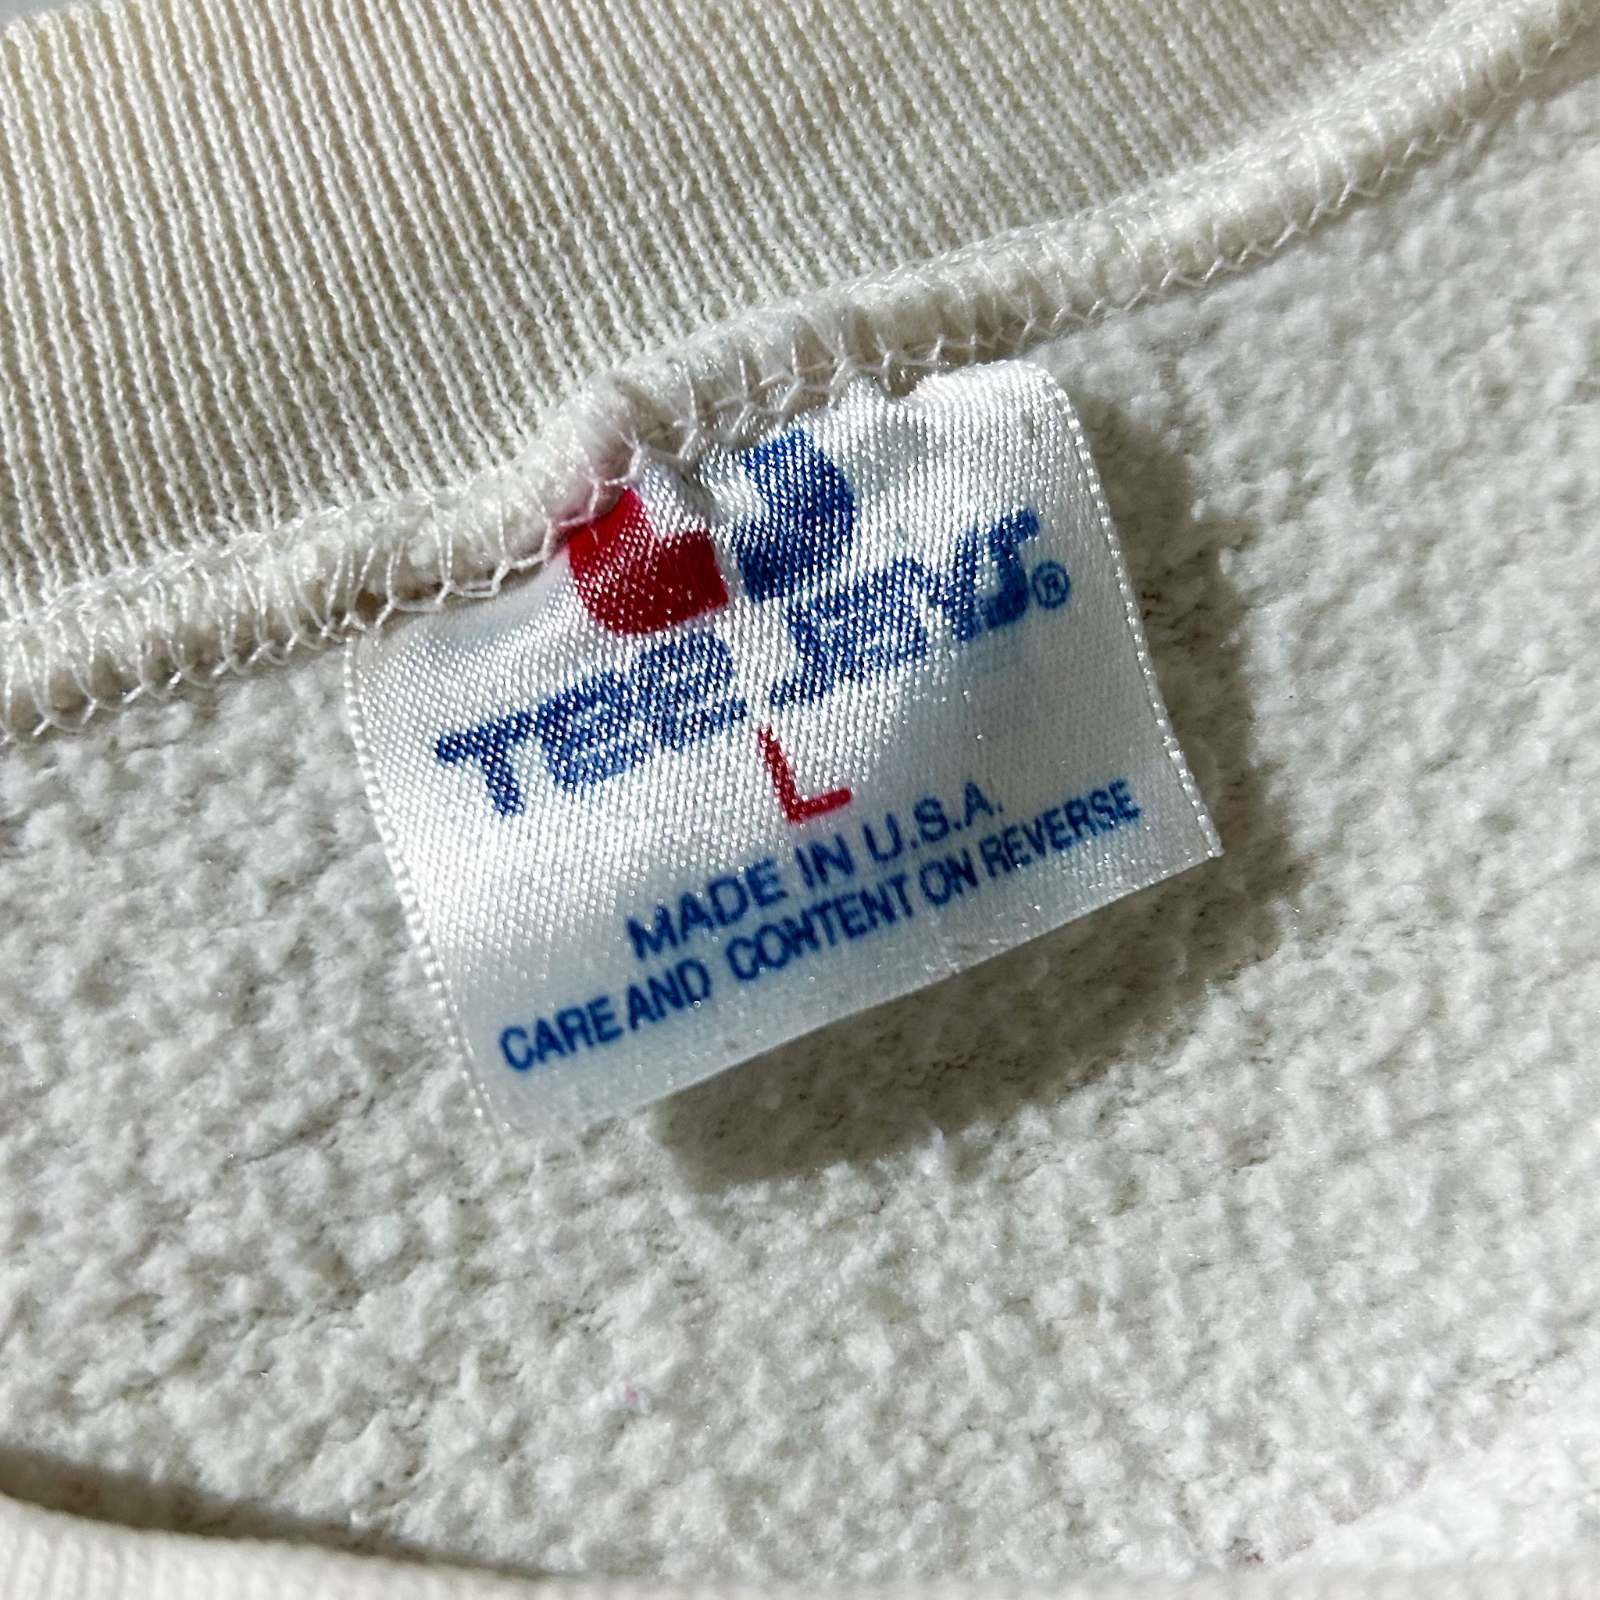 Tee Jays®
L
MADE IN U.S.A.
CARE AND CONTENT ON REVERSE